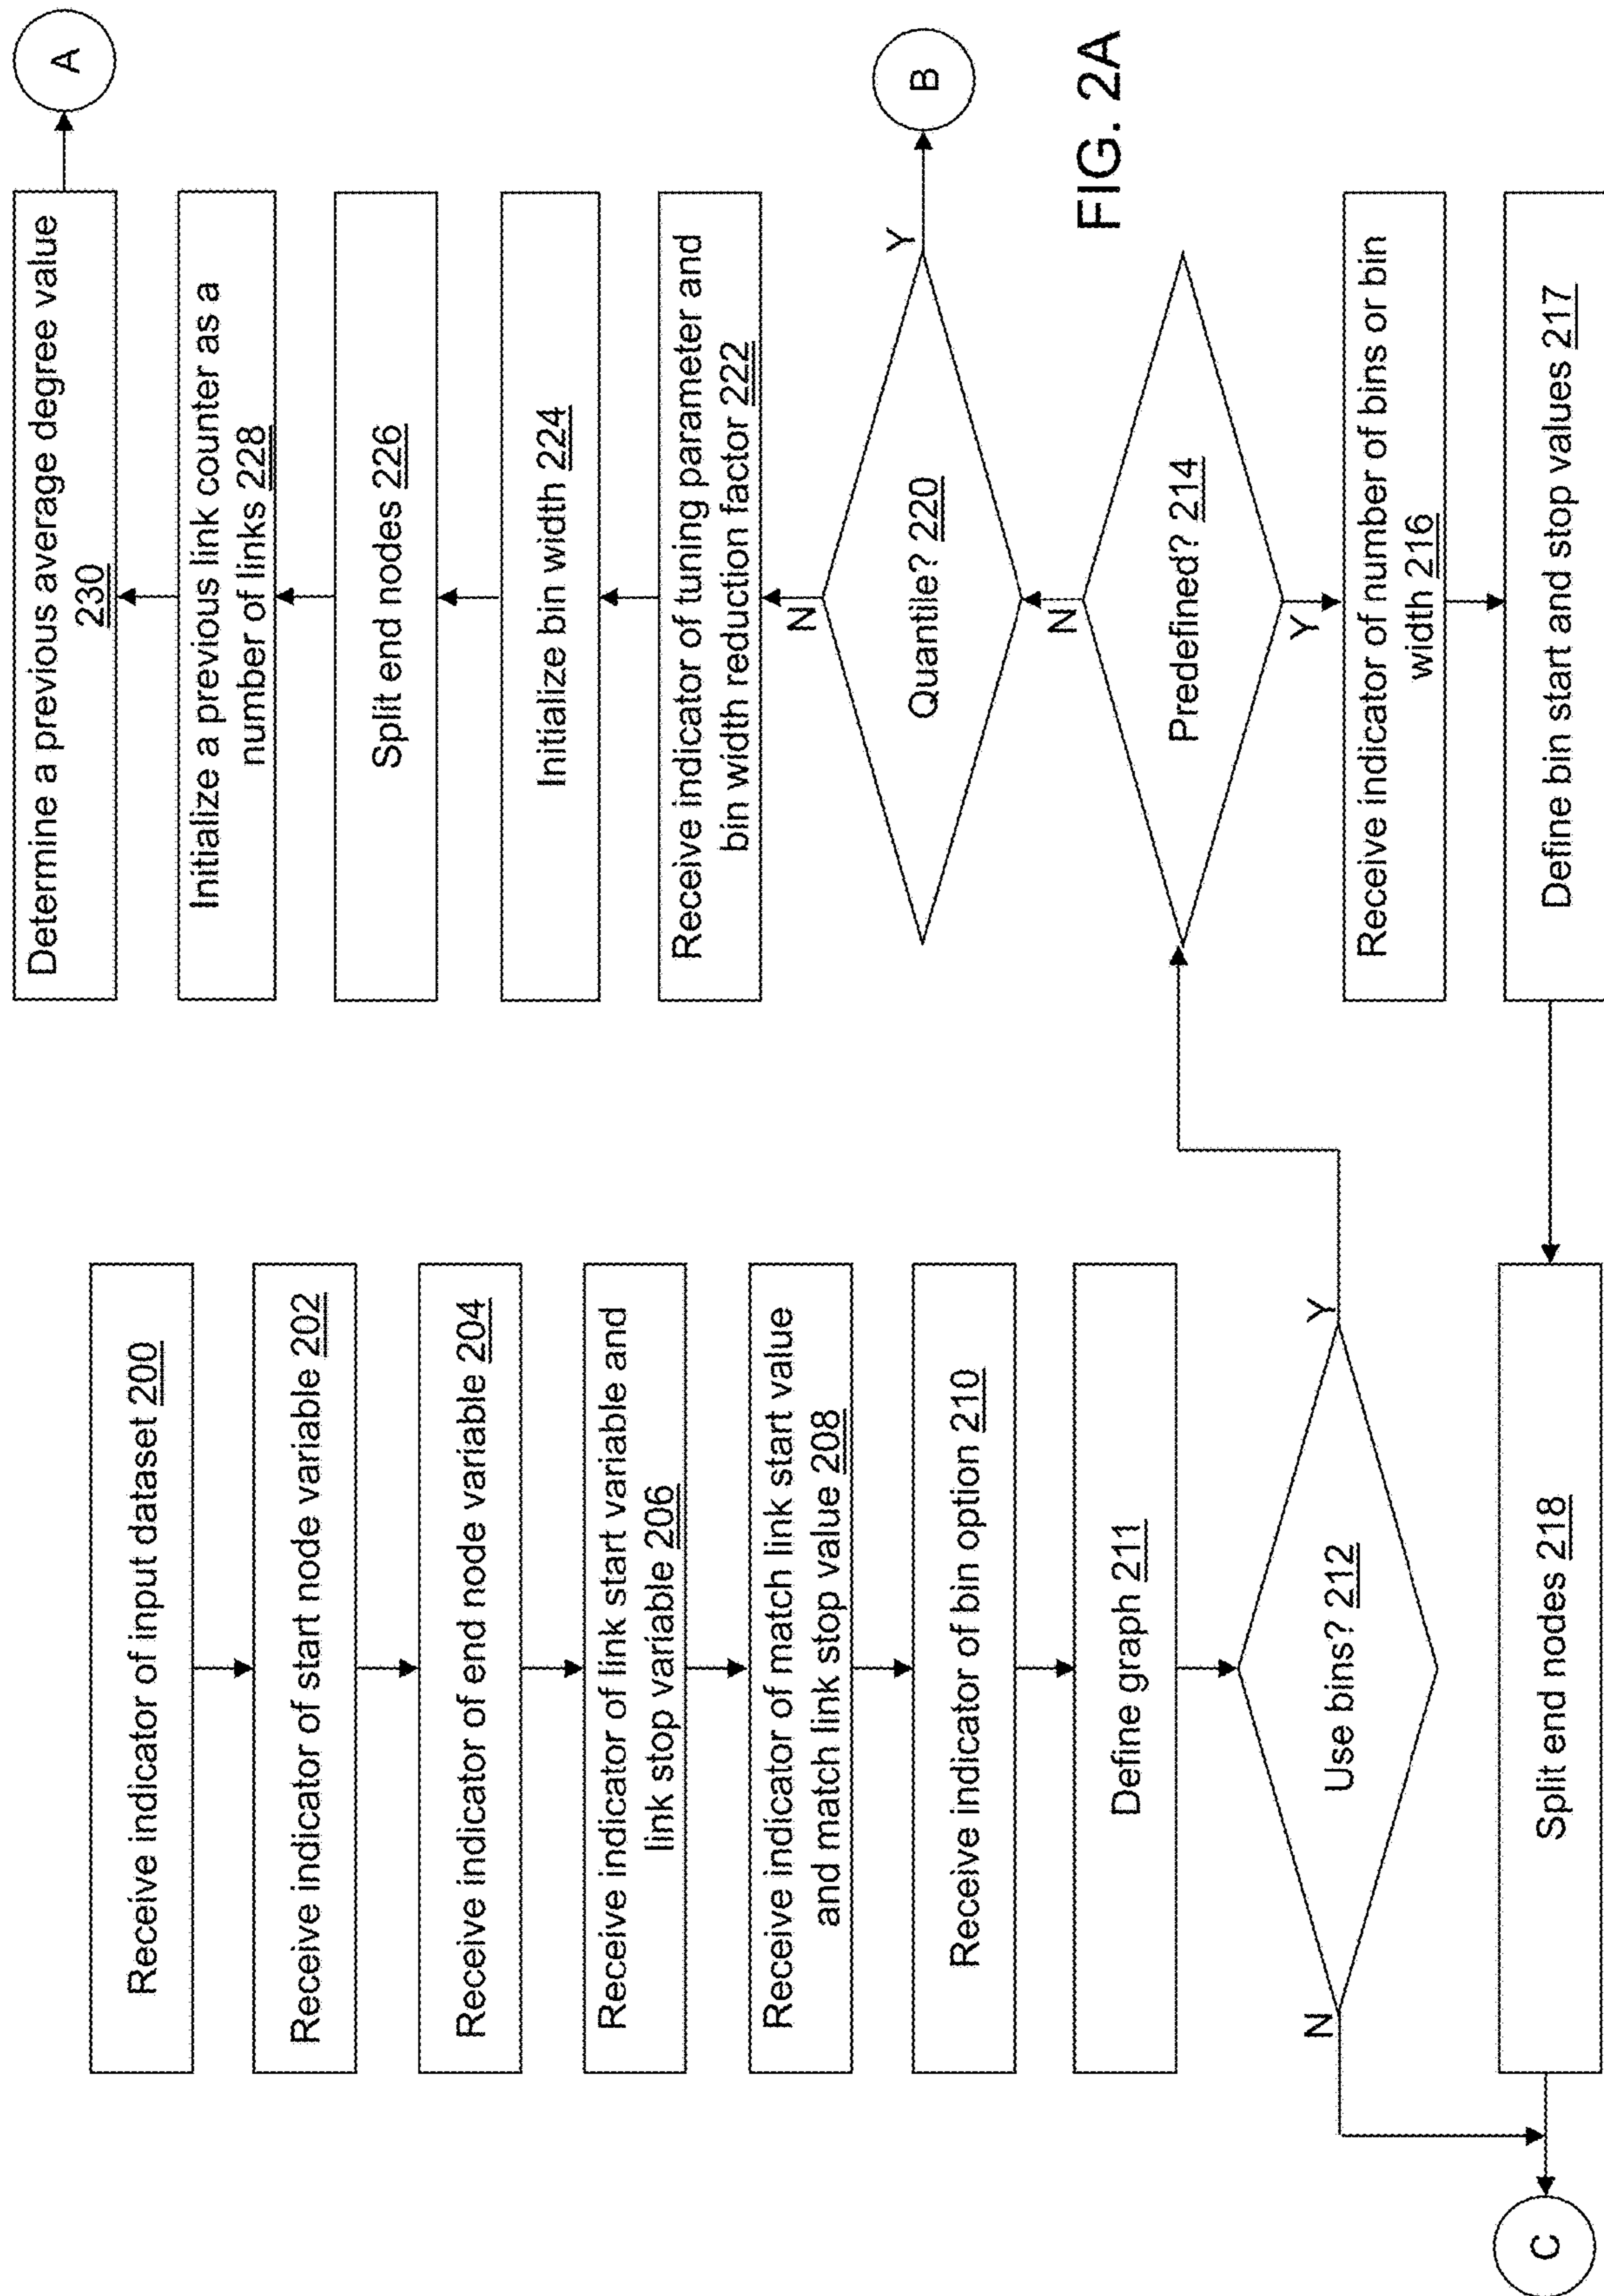 Receive indicator of input dataset 200
Receive indicator of start node variable 202
Receive indicator of end node variable 204
Receive indicator of link start variable and
link stop variable 206
Receive indicator of match link start value
and match link stop value 208
Receive indicator of bin option 210
Define graph 211
Use bins? 212
N
Y
Split end nodes 218
C
Determine a previous average degree value
230
A
Initialize a previous link counter as a
number of links 228
Split end nodes 226
Initialize bin width 224
Receive indicator of tuning parameter and
bin width reduction factor 222
N
Quantile? 220
Y
B
N
Predefined? 214
Y
Receive indicator of number of bins or bin
width 216
Define bin start and stop values 217
FIG. 2A